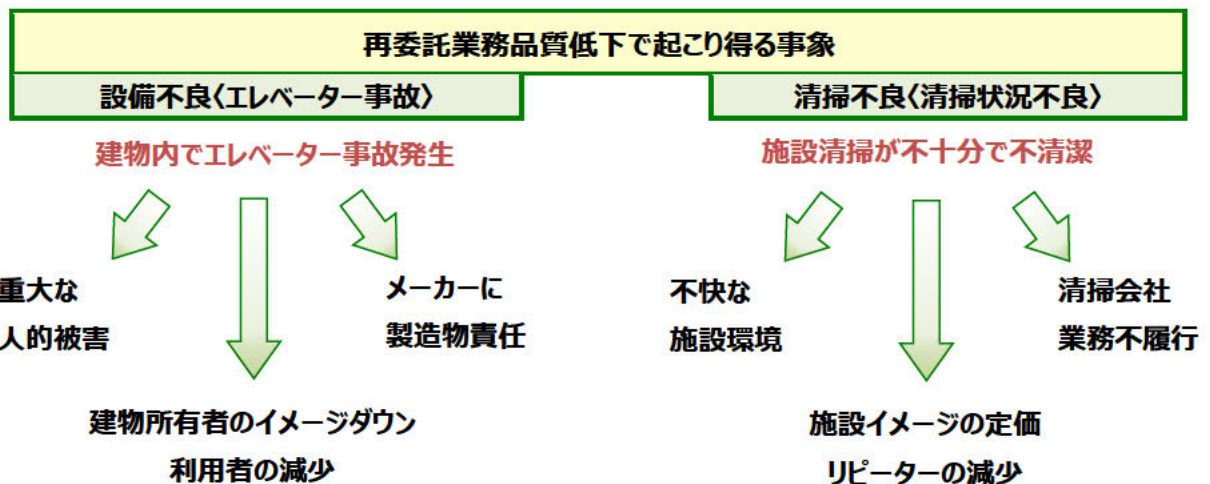 再委託業務品質低下で起こり得る事象
設備不良〈エレベーター事故〉
清掃不良〈清掃状況不良〉
建物内でエレベーター事故発生
施設清掃が不十分で不清潔
重大な
人的被害
メーカーに
製造物責任
不快な
施設環境
清掃会社
業務不履行
建物所有者のイメージダウン
利用者の減少
施設イメージの定価
リピーターの減少